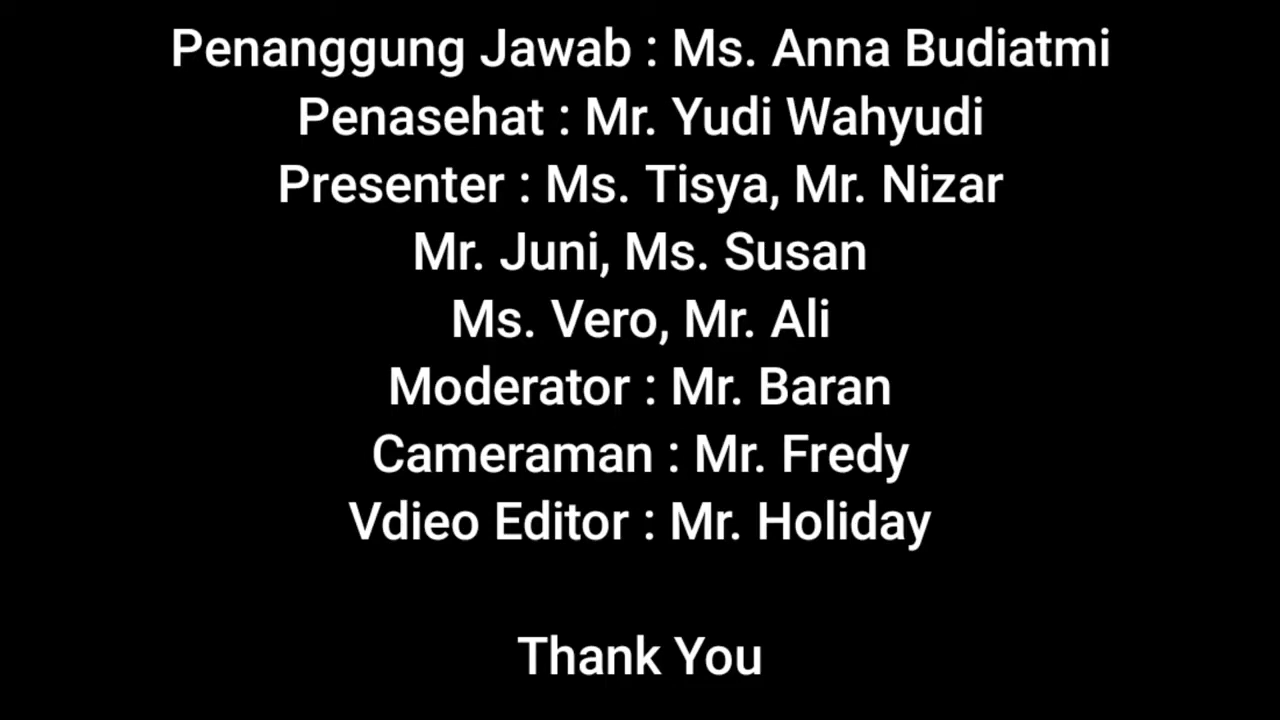 Penanggung Jawab : Ms. Anna Budiatmi
Penasehat : Mr. Yudi Wahyudi
Presenter : Ms. Tisya, Mr. Nizar
Mr. Juni, Ms. Susan
Ms. Vero, Mr. Ali
Moderator : Mr. Baran
Cameraman : Mr. Fredy
Vdieo Editor : Mr. Holiday
Thank You